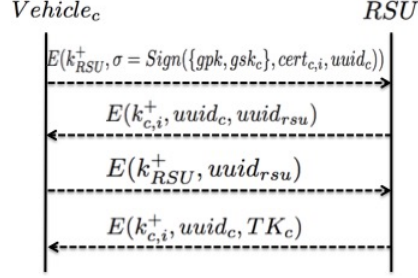 Vehicle_c RSU
E(k^+_{RSU}, σ = Sign({gpk, gsk_c}, cert_{c,i}, uuid_c))
E(k^+_{c,i}, uuid_c, uuid_{rsu})
E(k^+_{RSU}, uuid_{rsu})
E(k^+_{c,i}, uuid_c, TK_c)